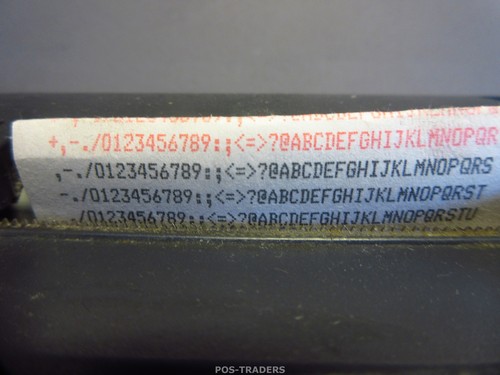 +,-./0123456789:;<=>?@ABCDEFGHIJKLMNOPQR
,-./0123456789:;<=>?@ABCDEFGHIJKLMNOPQRS
-./0123456789:;<=>?@ABCDEFGHIJKLMNOPQRST
./0123456789:;<=>?@ABCDEFGHIJKLMNOPQRSTU
POS-TRADERS